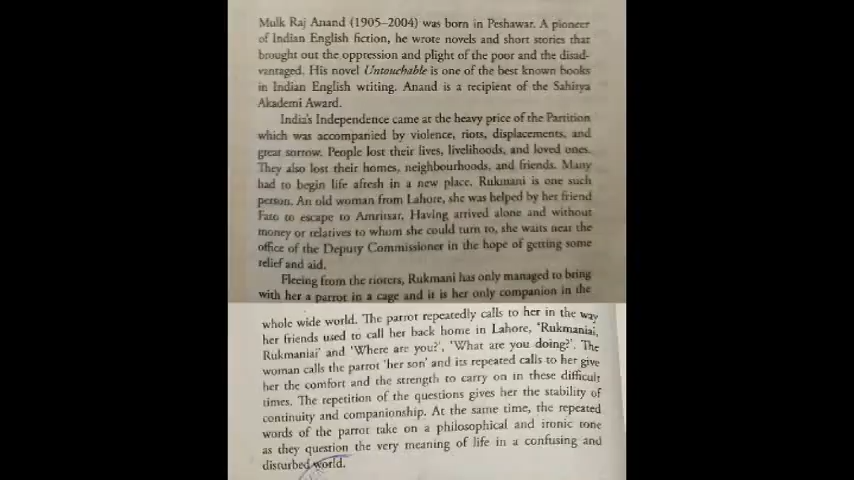 Mulk Raj Anand (1905–2004) was born in Peshawar. A pioneer
of Indian English fiction, he wrote novels and short stories that
brought out the oppression and plight of the poor and the disad-
vantaged. His novel Untouchable is one of the best known books
in Indian English writing. Anand is a recipient of the Sahitya
Akademi Award.
India's Independence came at the heavy price of the Partition
which was accompanied by violence, riots, displacements, and
great sorrow. People lost their lives, livelihoods, and loved ones.
They also lost their homes, neighbourhoods, and friends. Many
had to begin life afresh in a new place. Rukmani is one such
person. An old woman from Lahore, she was helped by her friend
Fato to escape to Amritsar. Having arrived alone and without
money or relatives to whom she could turn to, she waits near the
office of the Deputy Commissioner in the hope of getting some
relief and aid.
Fleeing from the rioters, Rukmani has only managed to bring
with her a parrot in a cage and it is her only companion in the
whole wide world. The parrot repeatedly calls to her in the way
her friends used to call her back home in Lahore, 'Rukmaniai,
Rukmaniai' and 'Where are you?', 'What are you doing?'. The
woman calls the parrot 'her son' and its repeated calls to her give
her the comfort and the strength to carry on in these difficult
times. The repetition of the questions gives her the stability of
continuity and companionship. At the same time, the repeated
words of the parrot take on a philosophical and ironic tone
as they question the very meaning of life in a confusing and
disturbed world.